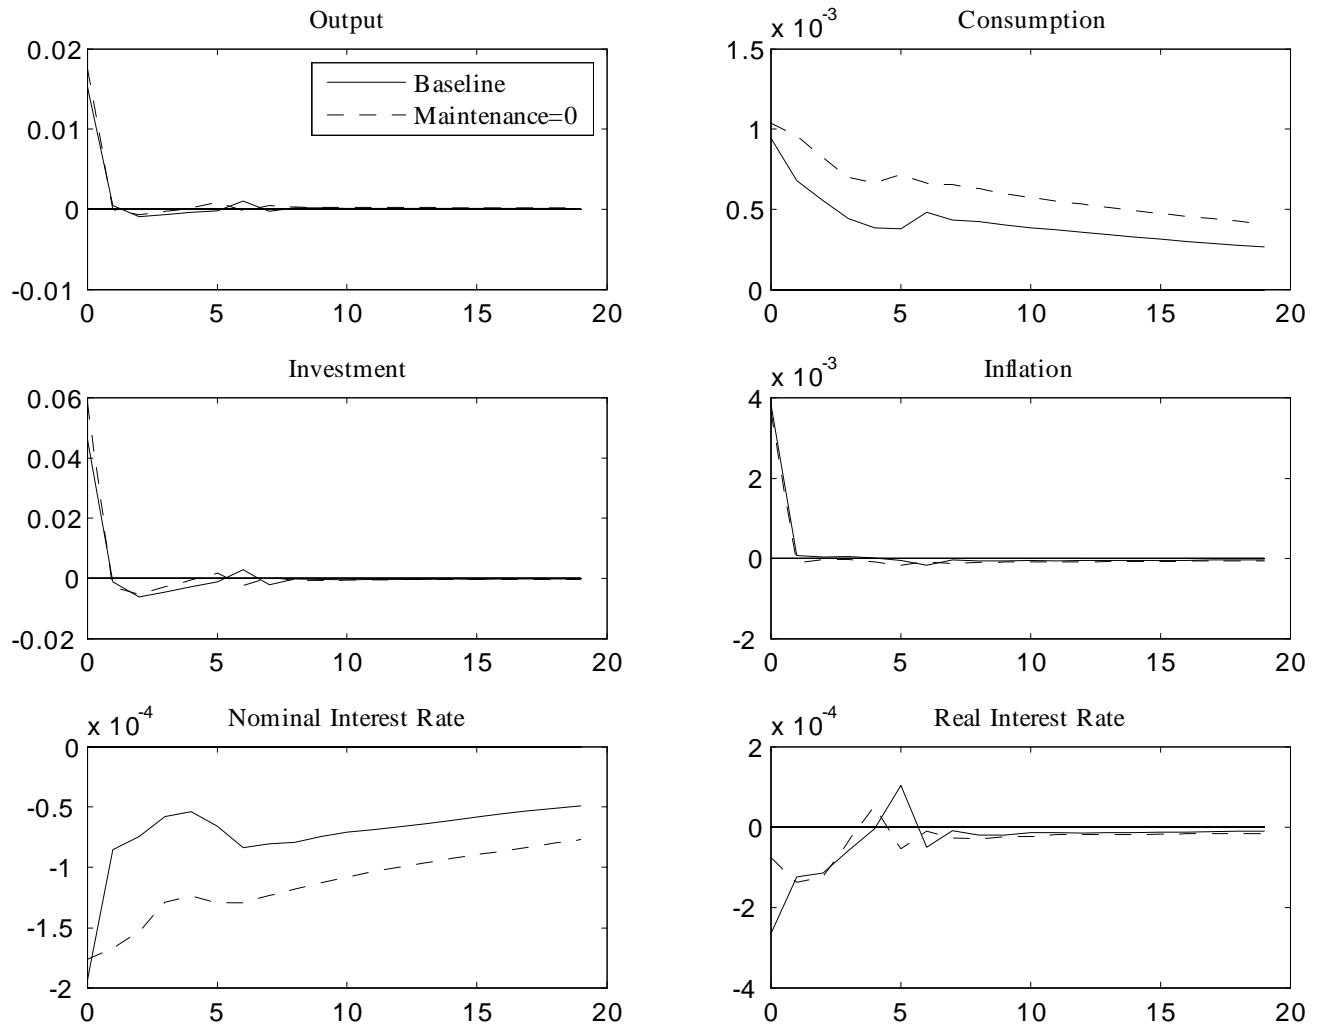 Output
Consumption
x 10-3
0.02
0.01
0
-0.01
Baseline
Maintenance=0
0 5 10 15 20
1.5
1
0.5
0
0 5 10 15 20
Investment
Inflation
x 10-3
0.06
0.04
0.02
0
-0.02
0 5 10 15 20
4
2
0
-2
0 5 10 15 20
Nominal Interest Rate
x 10-4
Real Interest Rate
x 10-4
0
-0.5
-1
-1.5
-2
0 5 10 15 20
2
0
-2
-4
0 5 10 15 20